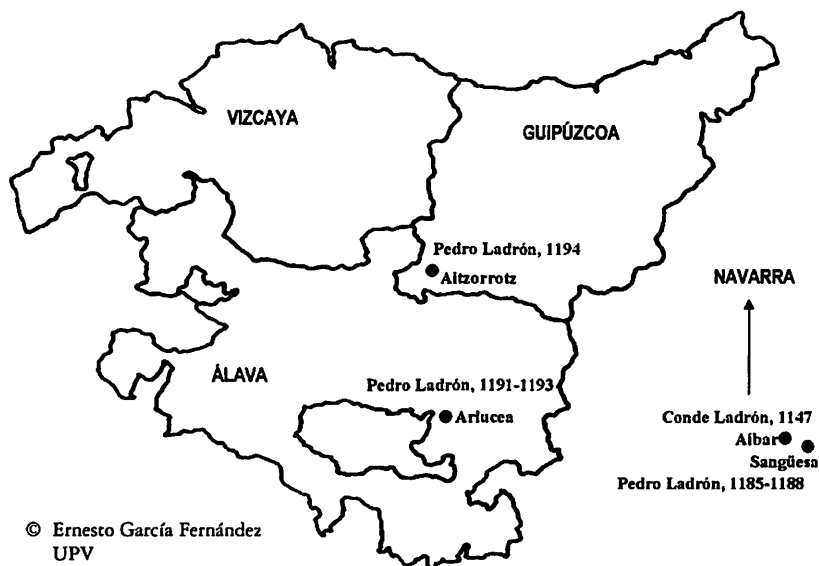 VIZCAYA
GUIPÚZCOA
Pedro Ladrón, 1194
Aitzorrotz
NAVARRA
ÁLAVA
Pedro Ladrón, 1191-1193
Arlucea
Conde Ladrón, 1147
Aibar
Sangüesa
Pedro Ladrón, 1185-1188
© Ernesto García Fernández
UPV